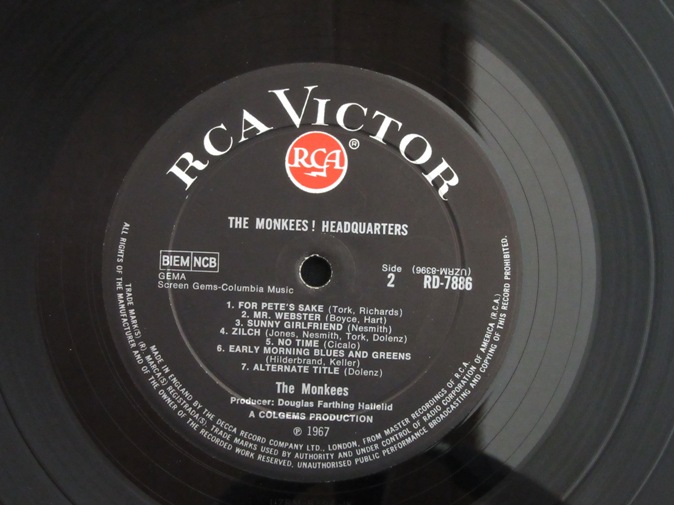 RCA VICTOR
RCA ®
THE MONKEES! HEADQUARTERS
BIEM NCB
GEMA
Screen Gems-Columbia Music
Side
2
(UZRM-8396)
RD-7886
1. FOR PETE'S SAKE (Tork, Richards)
2. MR. WEBSTER (Boyce, Hart)
3. SUNNY GIRLFRIEND (Nesmith)
4. ZILCH (Jones, Nesmith, Tork, Dolenz)
5. NO TIME (Cicalo)
6. EARLY MORNING BLUES AND GREENS
(Hilderbrand, Keller)
7. ALTERNATE TITLE (Dolenz)
The Monkees
Producer: Douglas Farthing Hatlelid
A COLGEMS PRODUCTION
℗ 1967
ALL RIGHTS OF THE MANUFACTURER AND OF THE OWNER OF THE RECORDED WORK RESERVED. UNAUTHORISED PUBLIC PERFORMANCE BROADCASTING AND COPYING OF THIS RECORD PROHIBITED.
TRADE MARK(S) (R). MARCA(S) REGISTRADA(S) TRADE MARKS USED BY AUTHORITY AND UNDER CONTROL OF RADIO CORPORATION OF AMERICA (R.C.A.)
MADE IN ENGLAND BY THE DECCA RECORD COMPANY LTD., LONDON, FROM MASTER RECORDINGS OF R.C.A.